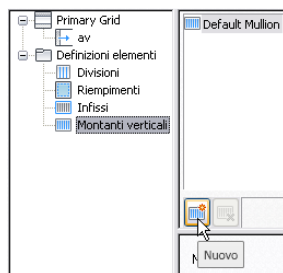 Primary Grid
av
Definizioni elementi
Divisioni
Riempimenti
Infissi
Montanti verticali
Default Mullion
Nuovo